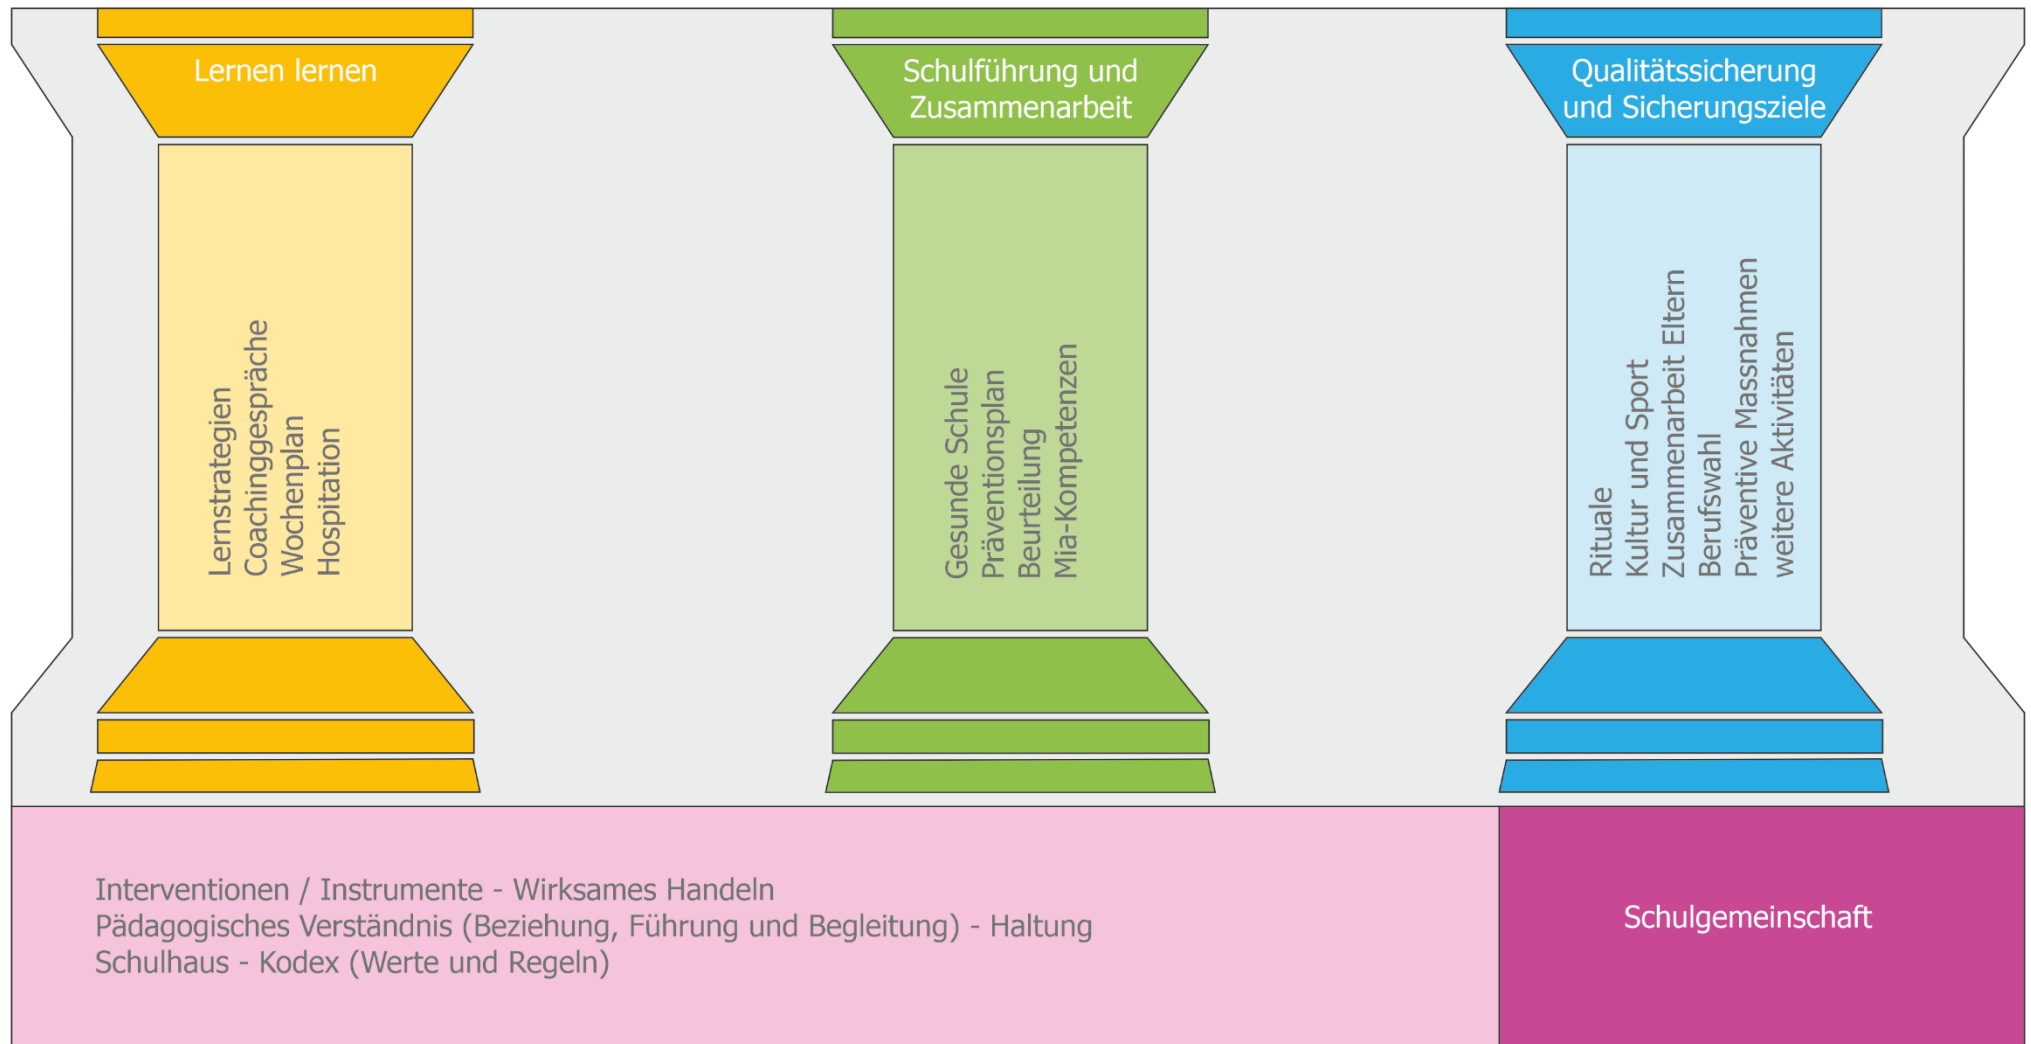 Lernen lernen
Lernstrategien
Coachinggespräche
Wochenplan
Hospitation
Schulführung und
Zusammenarbeit
Gesunde Schule
Präventionsplan
Beurteilung
Mia-Kompetenzen
Qualitätssicherung
und Sicherungsziele
Rituale
Kultur und Sport
Zusammenarbeit Eltern
Berufswahl
Präventive Massnahmen
weitere Aktivitäten
Interventionen / Instrumente - Wirksames Handeln
Pädagogisches Verständnis (Beziehung, Führung und Begleitung) - Haltung
Schulhaus - Kodex (Werte und Regeln)
Schulgemeinschaft